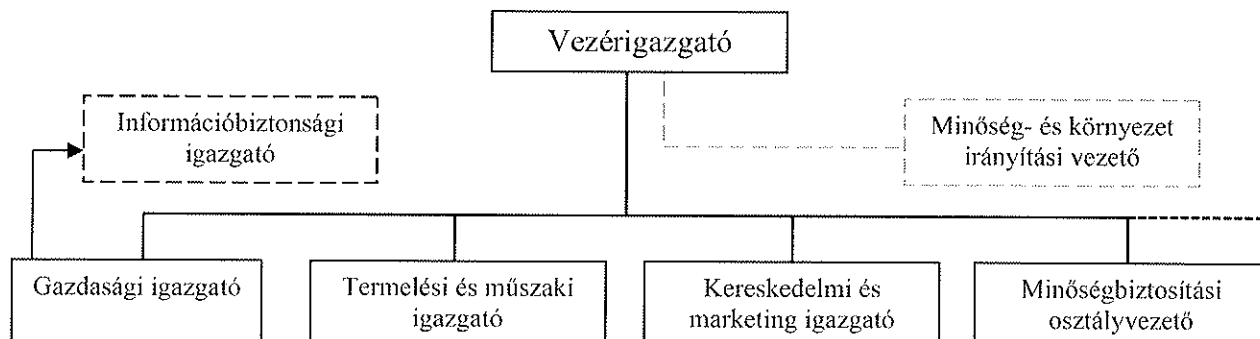 Vezérigazgató
Információbiztonsági
igazgató
Minőség- és környezet
irányítási vezető
Gazdasági igazgató
Termelési és műszaki
igazgató
Kereskedelmi és
marketing igazgató
Minőségbiztosítási
osztályvezető